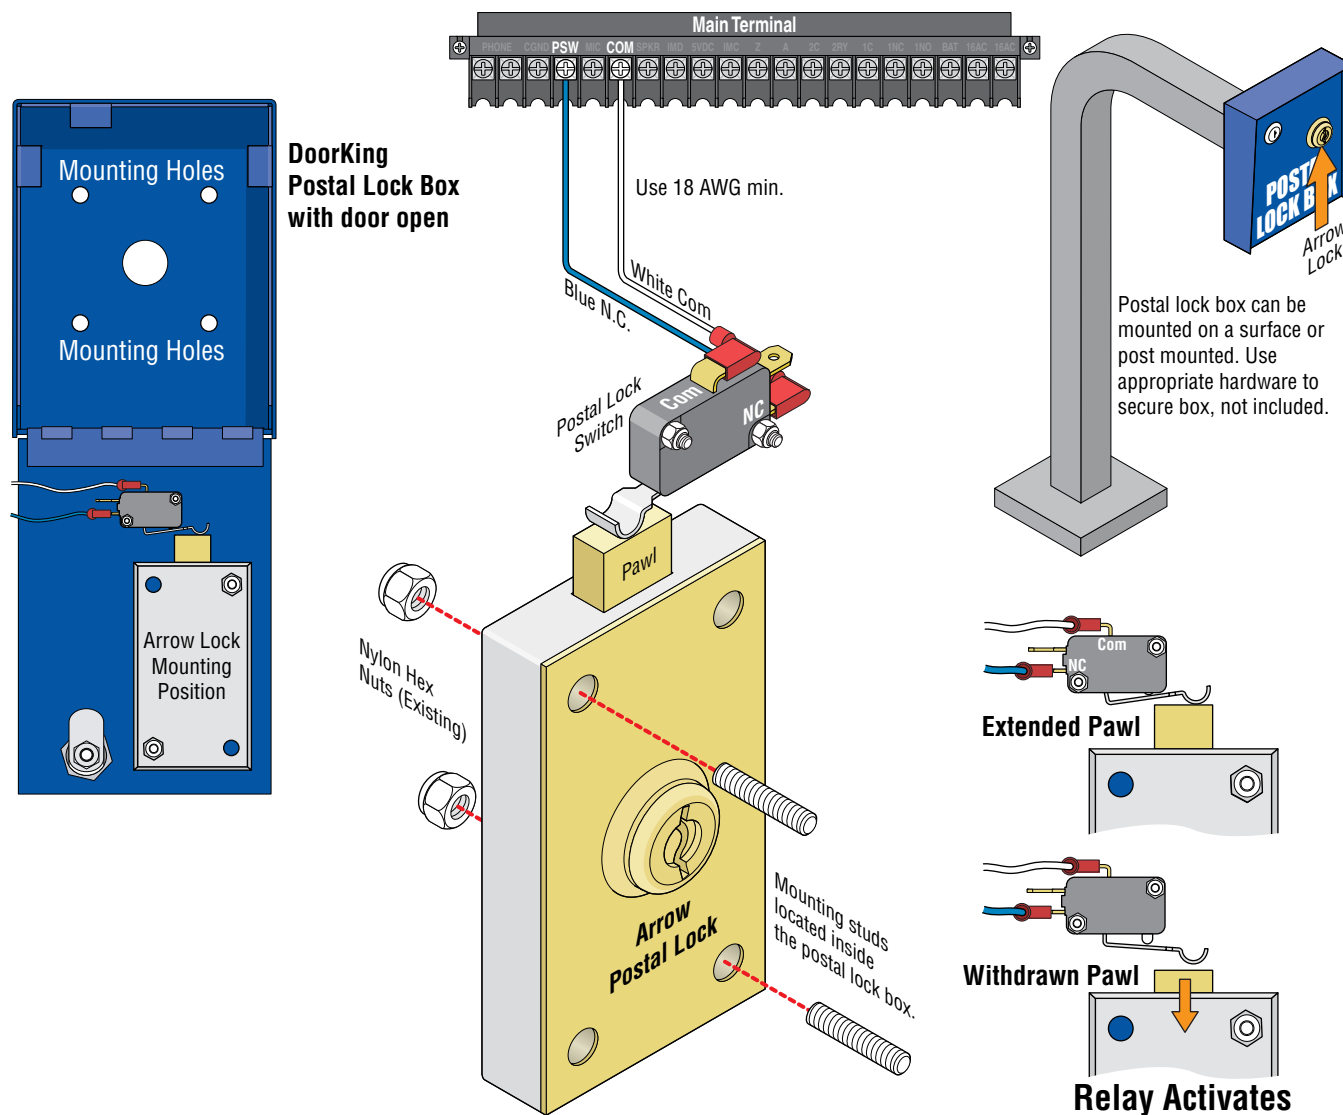 Main Terminal
PHONE CGND PSW MIC COM SPKR IMD 5VDC IMC Z A 2C 2RY 1C 1NC 1NO BAT 16AC 16AC
DoorKing
Postal Lock Box
with door open
Mounting Holes
Mounting Holes
Use 18 AWG min.
White Com
Blue N.C.
Postal Lock
Switch
Com
NC
Pawl
POST
LOCK B X
Arrow
Lock
Postal lock box can be
mounted on a surface or
post mounted. Use
appropriate hardware to
secure box, not included.
Arrow Lock
Mounting
Position
Nylon Hex
Nuts (Existing)
Arrow
Postal Lock
Mounting studs
located inside
the postal lock box.
Com
NC
Extended Pawl
Withdrawn Pawl
Relay Activates